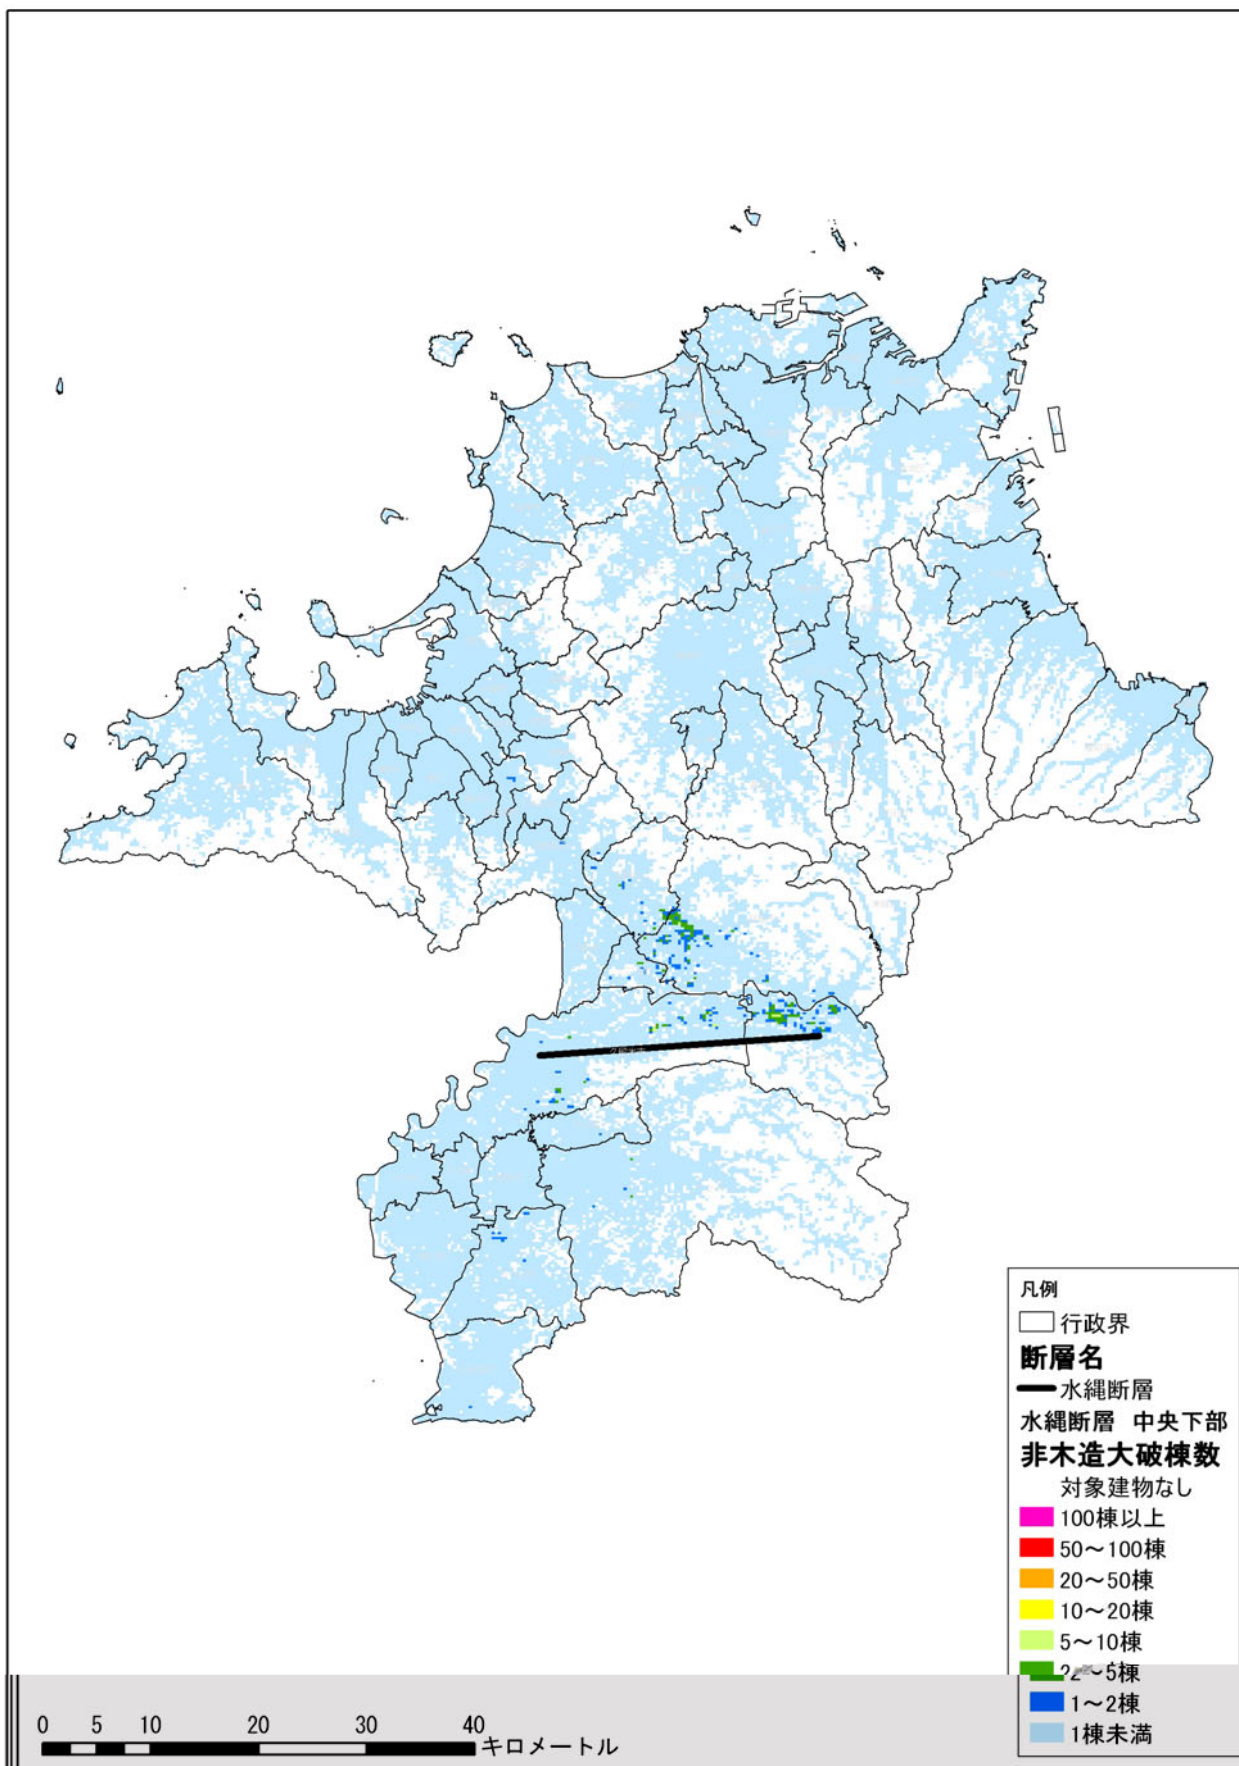 凡例
行政界
断層名
水縄断層
水縄断層 中央下部
非木造大破棟数
対象建物なし
100棟以上
50～100棟
20～50棟
10～20棟
5～10棟
2～5棟
1～2棟
1棟未満
0 5 10 20 30 40
キロメートル